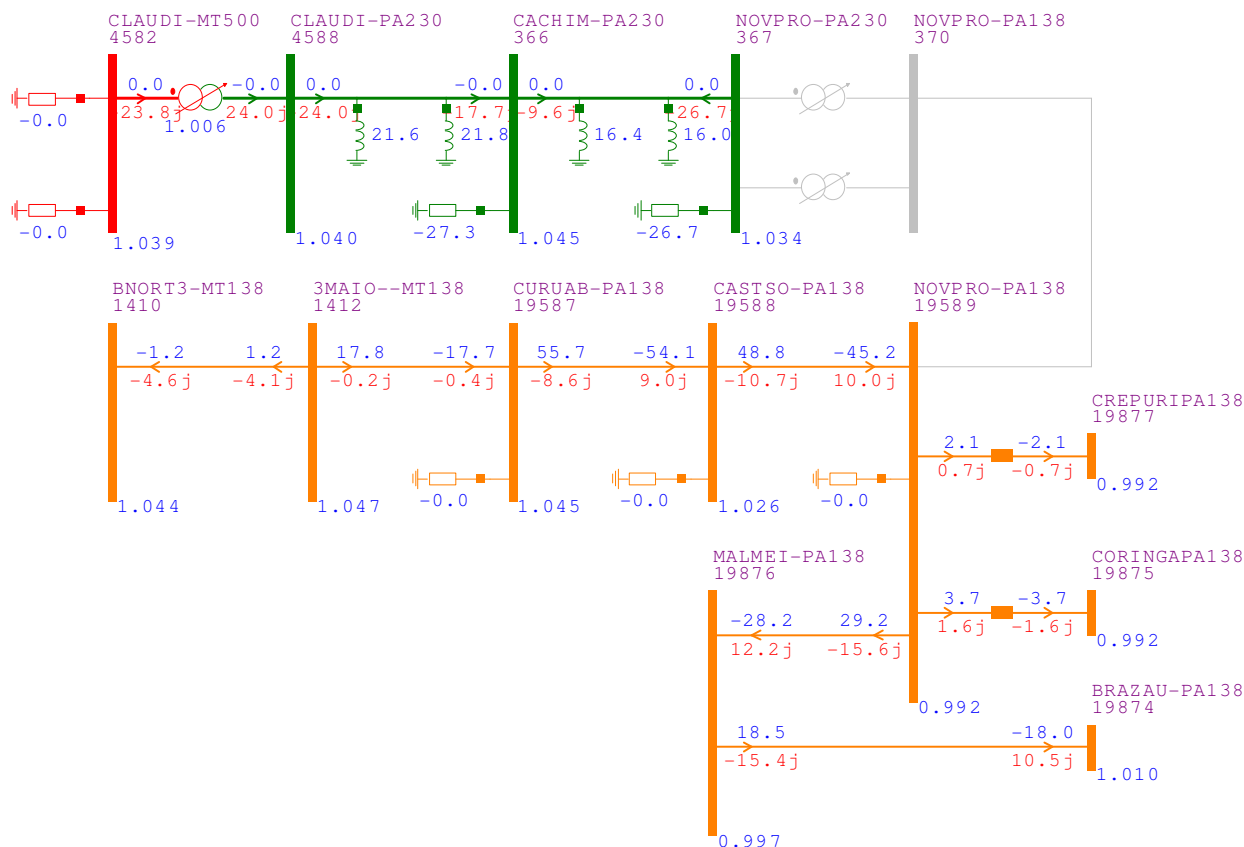 CLAUDI-MT500
4582
CLAUDI-PA230
4588
CACHIM-PA230
366
NOVPRO-PA230
367
NOVPRO-PA138
370
0.0
-0.0
0.0
-0.0
0.0
0.0
23.8j
24.0j
24.0j
17.7j
-9.6j
26.7j
-0.0
1.006
21.6
21.8
16.4
16.0
-0.0
-27.3
-26.7
1.039
1.040
1.045
1.034
BNORT3-MT138
1410
3MAIO--MT138
1412
CURUAB-PA138
19587
CASTSO-PA138
19588
NOVPRO-PA138
19589
-1.2
1.2
17.8
-17.7
55.7
-54.1
48.8
-45.2
-4.6j
-4.1j
-0.2j
-0.4j
-8.6j
9.0j
-10.7j
10.0j
CREPURIPA138
19877
2.1
-2.1
0.7j
-0.7j
0.992
-0.0
-0.0
-0.0
1.044
1.047
1.045
1.026
MALMEI-PA138
19876
CORINGAPA138
19875
3.7
-3.7
1.6j
-1.6j
0.992
-28.2
29.2
12.2j
-15.6j
0.992
BRAZAU-PA138
19874
18.5
-18.0
-15.4j
10.5j
1.010
0.997